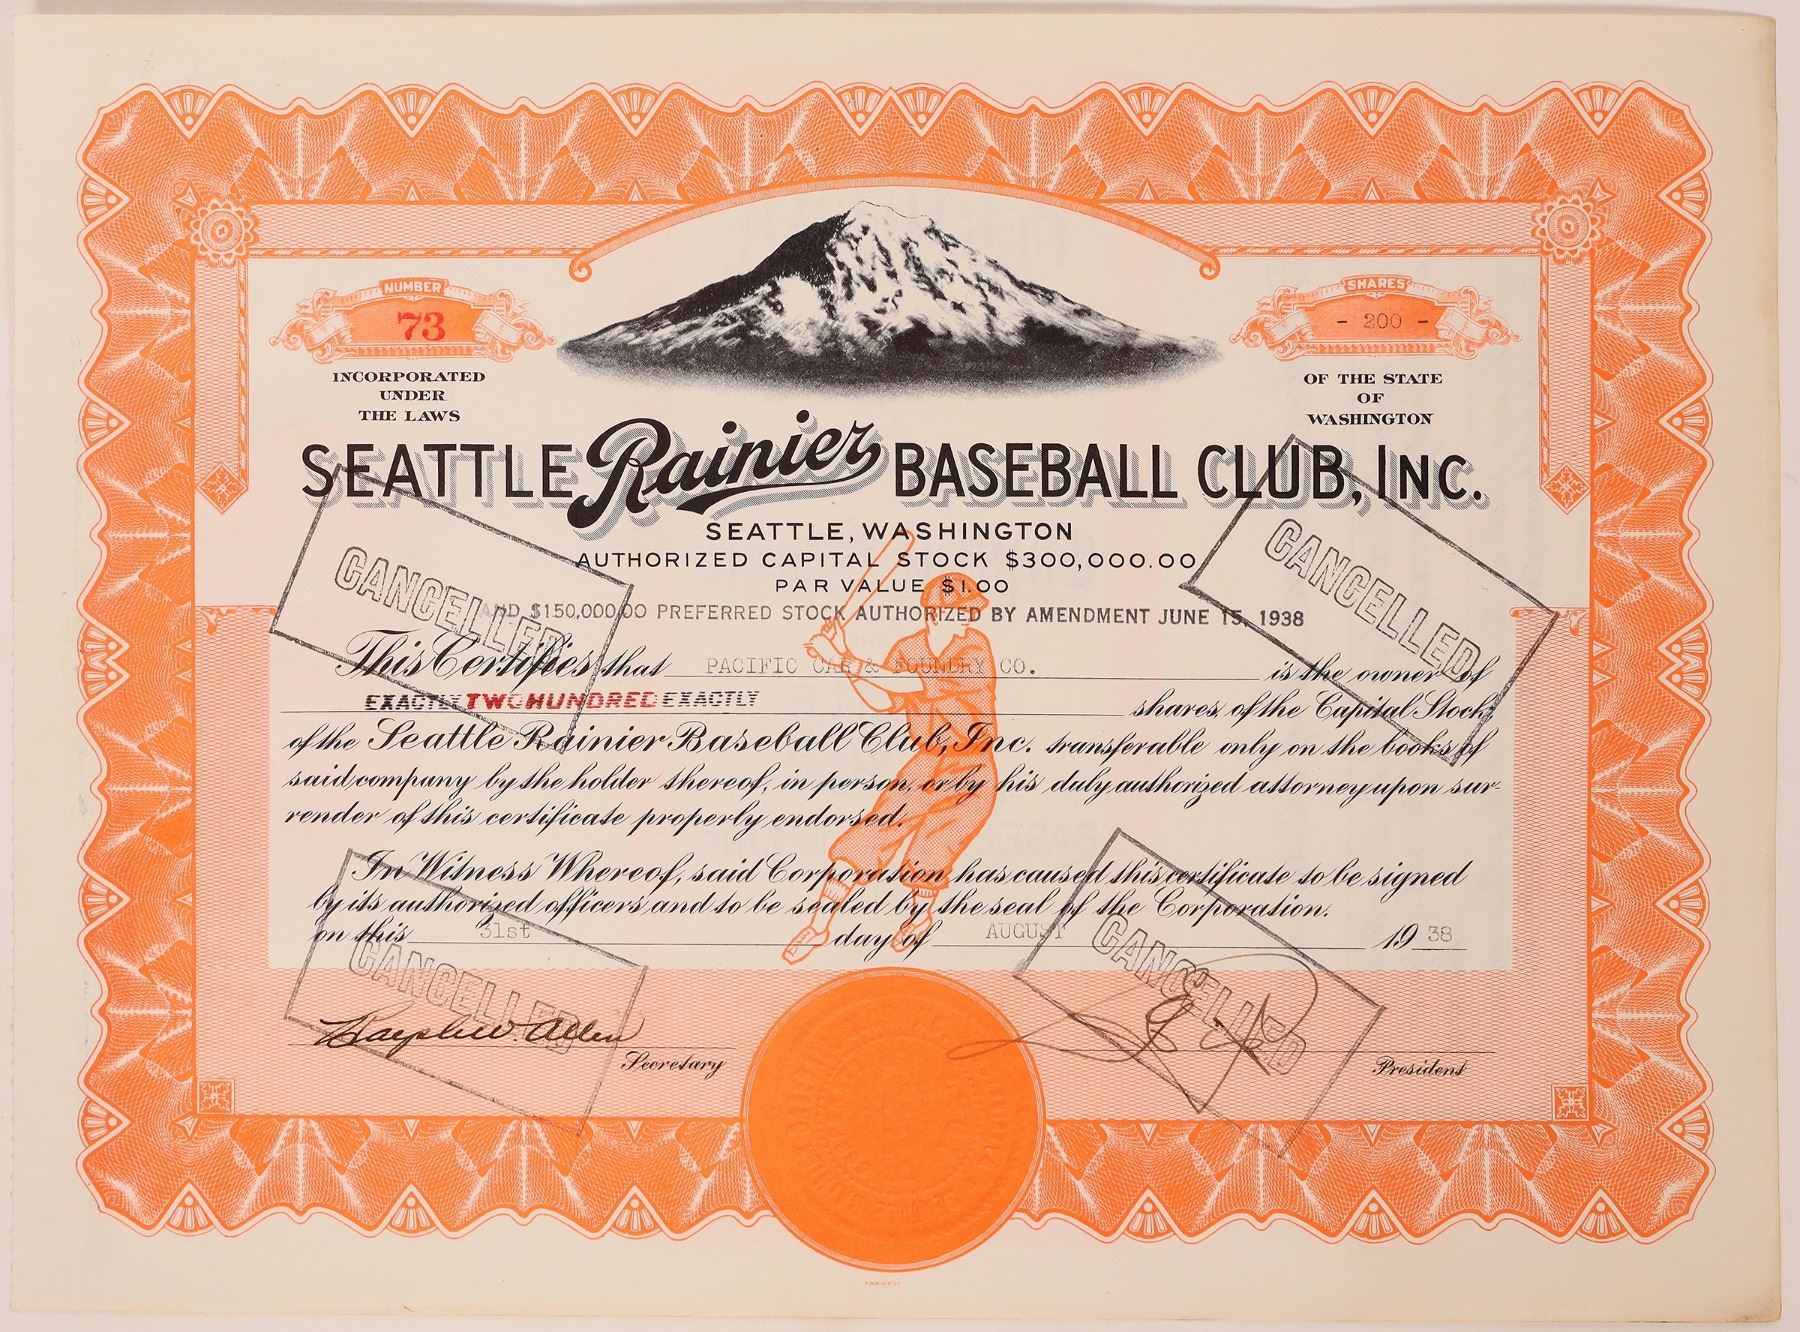 NUMBER
73
SHARES
- 200 -
INCORPORATED
UNDER
THE LAWS
OF THE STATE
OF
WASHINGTON
SEATTLE Rainier BASEBALL CLUB, INC.
SEATTLE, WASHINGTON
AUTHORIZED CAPITAL STOCK $300,000.00
PAR VALUE $1.00
AND $150,000.00 PREFERRED STOCK AUTHORIZED BY AMENDMENT JUNE 15, 1938
This Certifies that PACIFIC CAR & FOUNDRY CO. is the owner of
EXACTLY TWO HUNDRED EXACTLY shares of the Capital Stock
of the Seattle Rainier Baseball Club, Inc. transferable only on the books of
said company by the holder thereof, in person, or by his duly authorized attorney upon sur-
render of this certificate properly endorsed.
In Witness Whereof, said Corporation has caused this certificate to be signed
by its authorized officers and to be sealed by the seal of the Corporation.
on this 31st day of AUGUST 19 38
CANCELLED
CANCELLED
CANCELLED
CANCELLED
Ralph W. Allen
Secretary
President
FARWEST